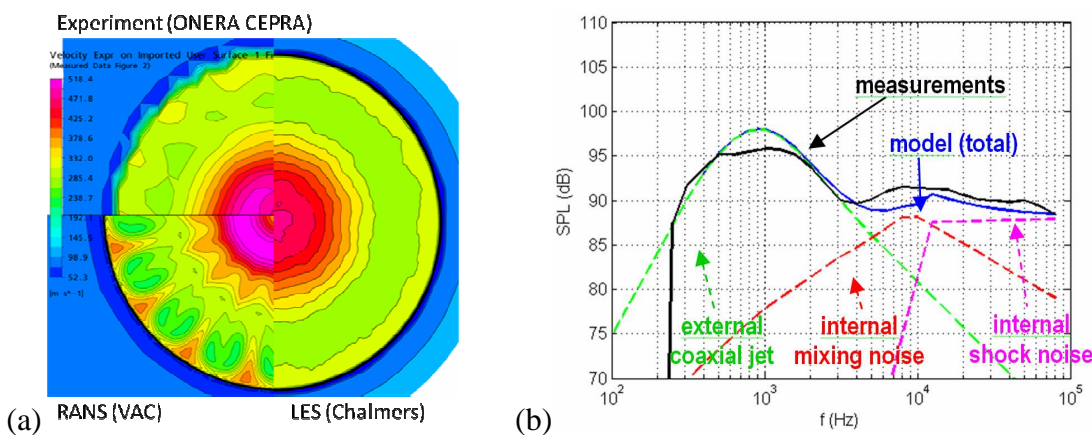 Experiment (ONERA CEPRA)
Velocity Expr on Imported User Surface 1 Fi
(Measured Data Figure 2)
518.4
471.8
425.2
378.6
332.0
285.4
238.7
192.
145.5
98.9
52.3
[m s^-1]
RANS (VAC)
LES (Chalmers)
(a)
110
105
100
95
90
85
80
75
70
SPL (dB)
measurements
model (total)
external
coaxial jet
internal
mixing noise
internal
shock noise
10^2
10^3
10^4
10^5
f (Hz)
(b)